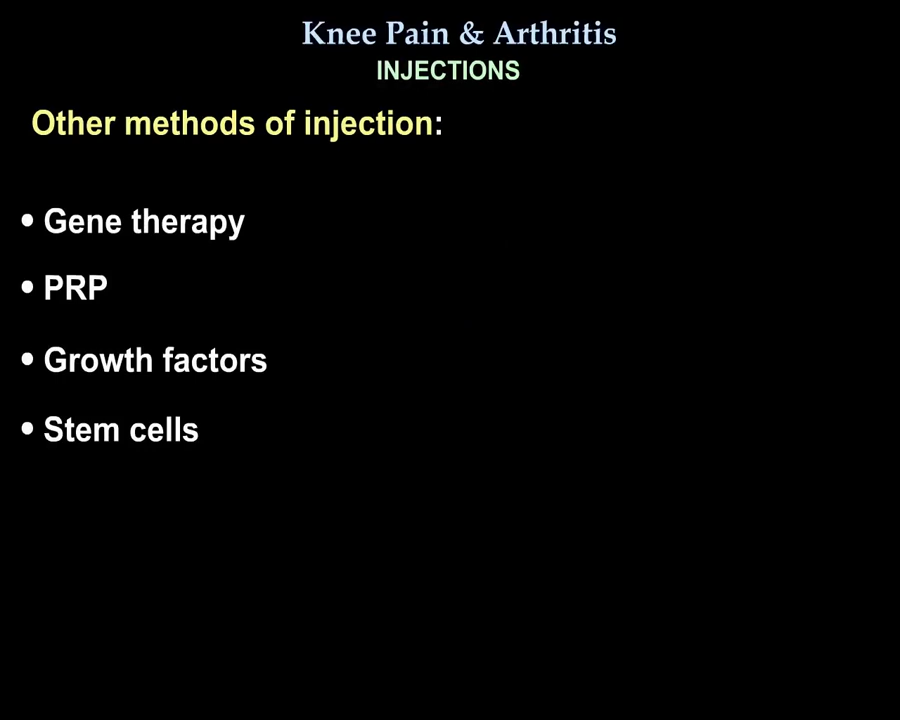 Knee Pain & Arthritis
INJECTIONS
Other methods of injection:
• Gene therapy
• PRP
• Growth factors
• Stem cells